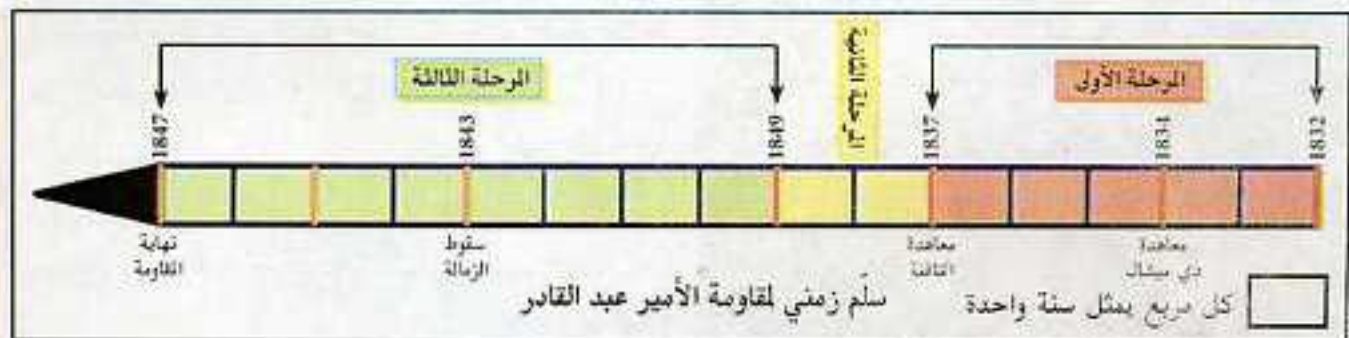 المرحلة الأولى
المرحلة الثانية
المرحلة الثالثة
1832
1834
1837
1849
1843
1847
معاهدة
دي ميشال
معاهدة
التافنة
سقوط
الزمالة
نهاية
المقاومة
كل مربع يمثل سنة واحدة
سلّم زمني لمقاومة الأمير عبد القادر